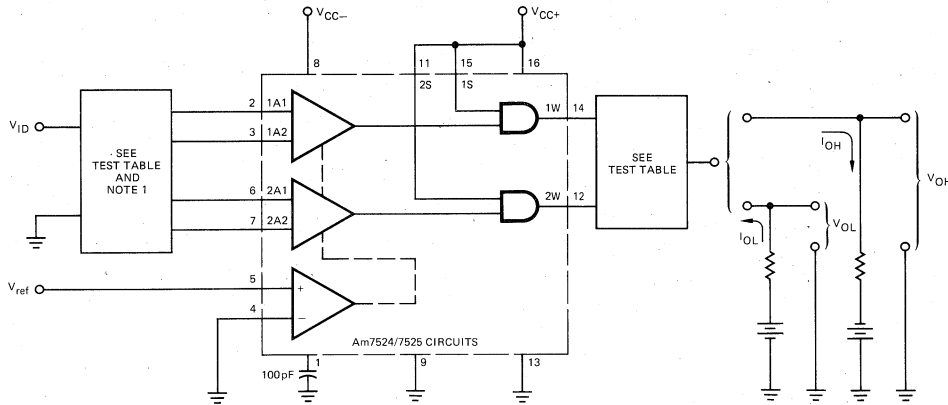 VCC−
VCC+
8
11
15
16
2S
1S
2
1A1
1W
14
VID
3
1A2
SEE
TEST TABLE
AND
NOTE 1
SEE
TEST TABLE
IOH
VOH
6
2A1
2W
12
7
2A2
VOL
IOL
Vref
5
+
4
−
Am7524/7525 CIRCUITS
100pF
1
9
13